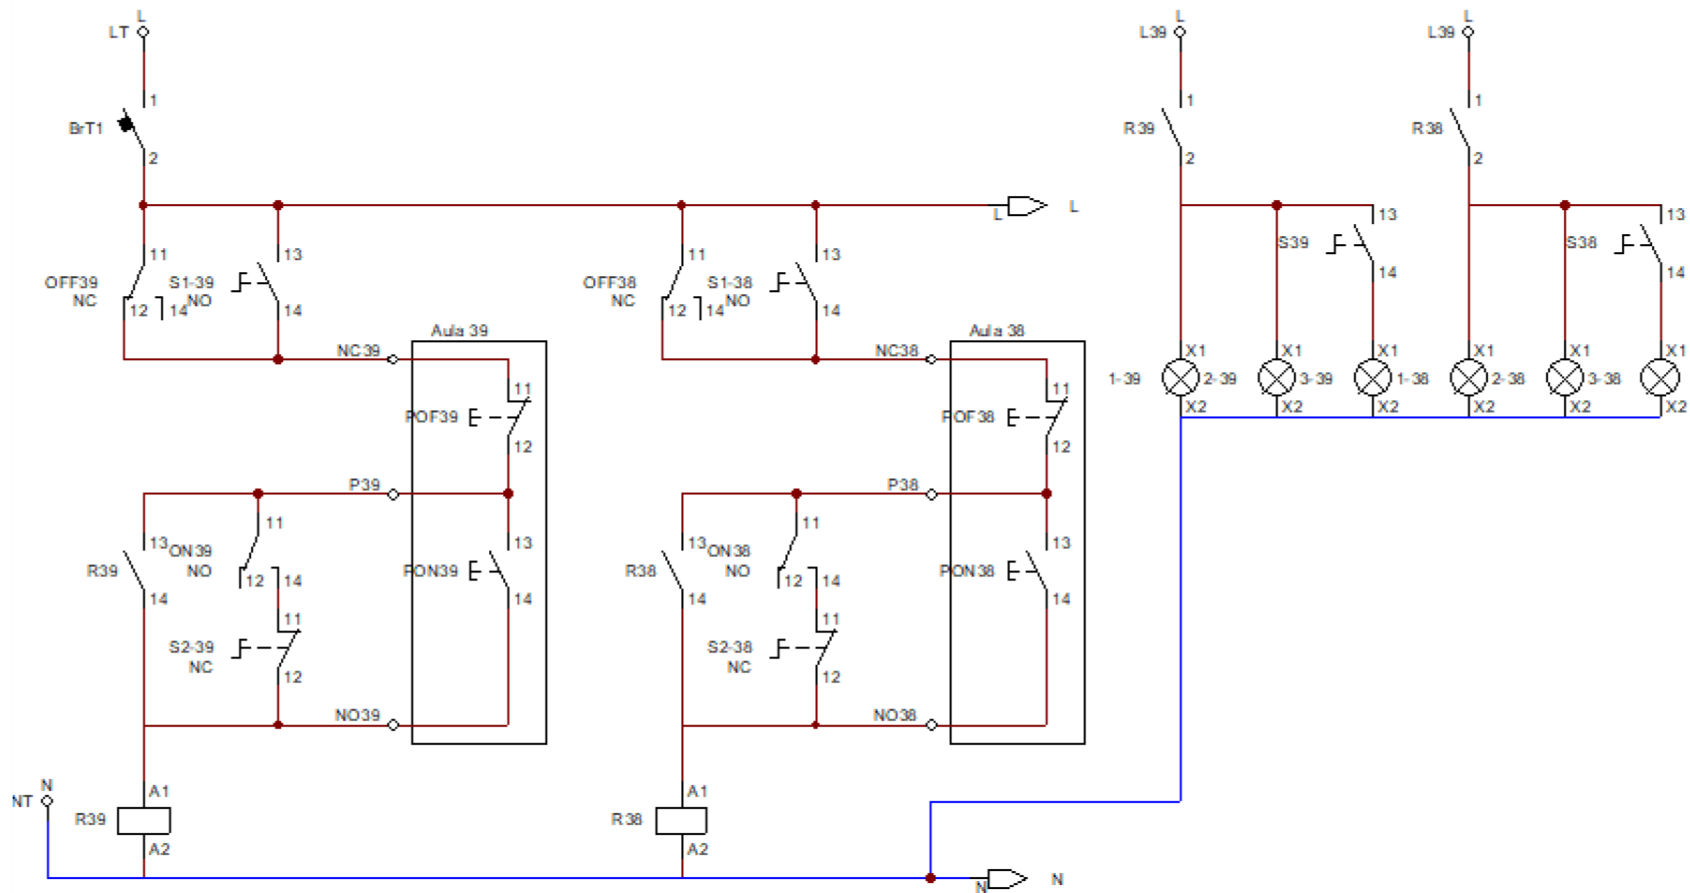 L
L
L
LT
L39
L39
1
1
1
BrT1
R39
R38
2
2
2
L
L
13
13
S39
S38
14
14
11
13
11
13
OFF39
NC
S1-39
NO
OFF38
NC
S1-38
NO
12
14
14
12
14
14
Aula 39
Aula 38
NC39
NC38
X1
X1
X1
X1
X1
X1
1-39
2-39
3-39
1-38
2-38
3-38
X2
X2
X2
X2
X2
X2
11
11
POF39
POF38
12
12
P39
P38
11
11
13
ON39
NO
13
13
ON38
NO
13
R39
12
14
PON39
R38
12
14
PON38
14
14
14
14
11
11
S2-39
NC
S2-38
NC
12
12
NO39
NO38
N
NT
A1
A1
R39
R38
A2
A2
N
N